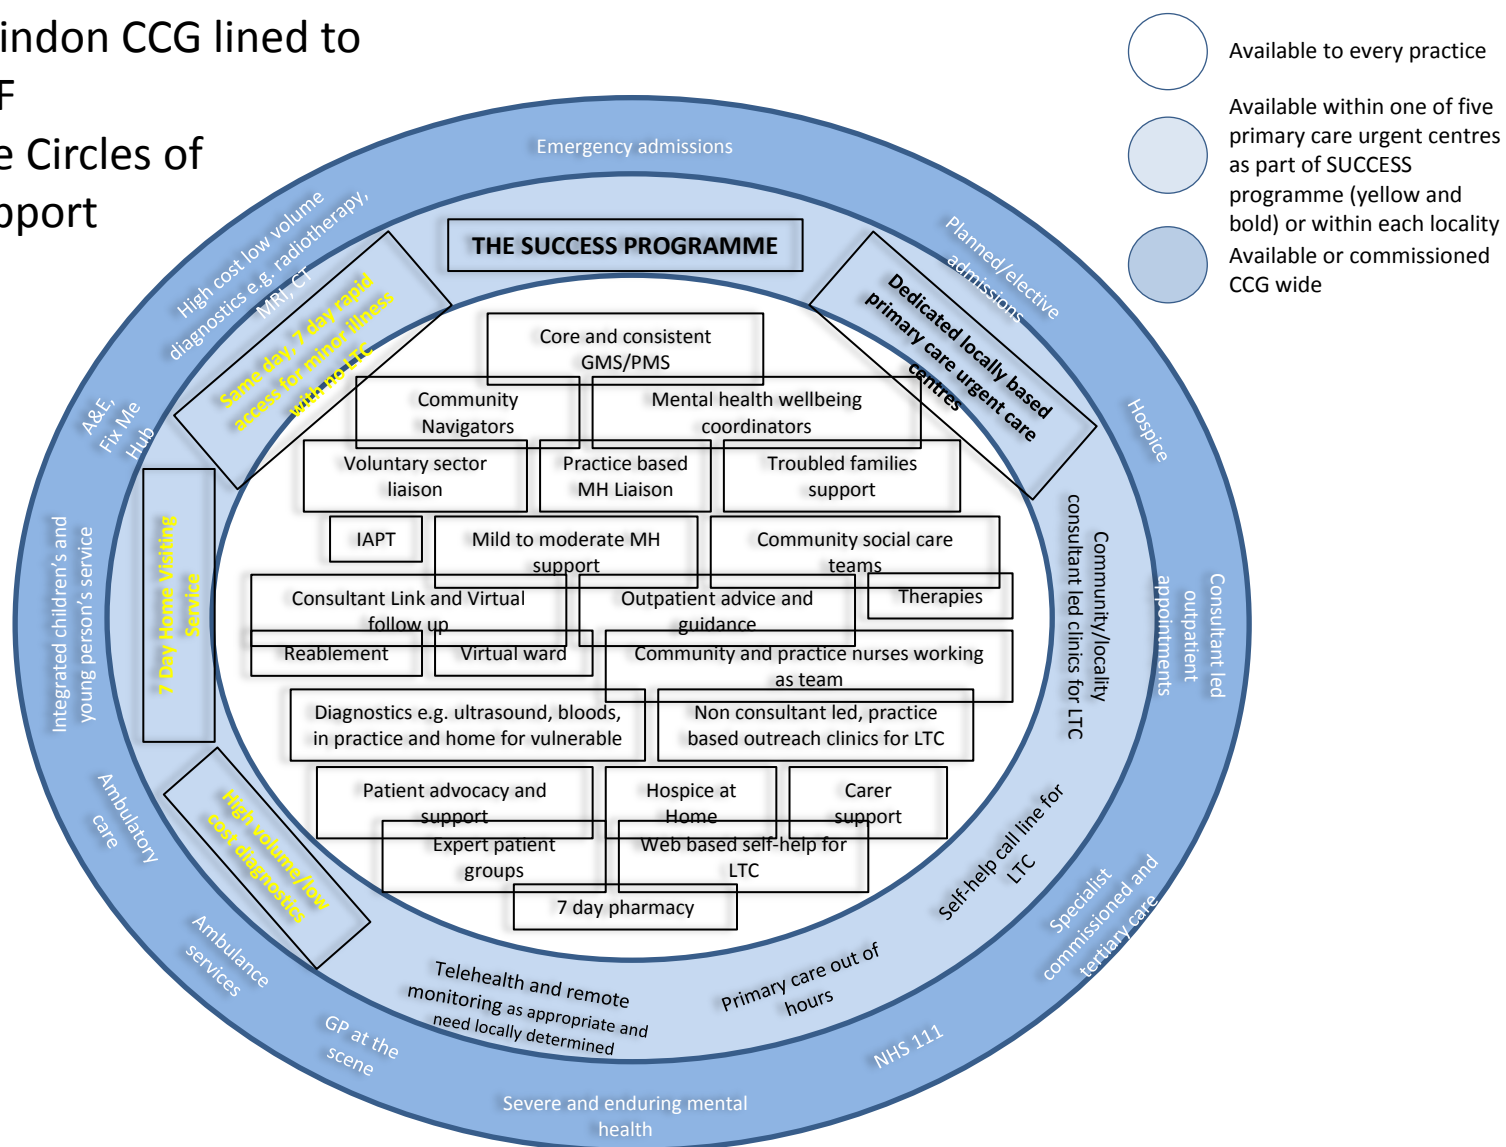 indon CCG lined to
F
e Circles of
pport
Available to every practice
Available within one of five
primary care urgent centres
as part of SUCCESS
programme (yellow and
bold) or within each locality
Available or commissioned
CCG wide
Emergency admissions
High cost low volume
diagnostics e.g. radiotherapy,
MRI, CT
Planned/elective
admissions
THE SUCCESS PROGRAMME
Same day, 7 day rapid
access for minor illness
with no LTC
Dedicated locally based
primary care urgent care
centres
A&E,
Fix Me
Hub
Hospice
Core and consistent
GMS/PMS
Community
Navigators
Mental health wellbeing
coordinators
Voluntary sector
liaison
Practice based
MH Liaison
Troubled families
support
IAPT
Mild to moderate MH
support
Community social care
teams
Integrated children's and
young person's service
7 Day Home Visiting
Service
Community/locality
consultant led clinics for LTC
Consultant led
outpatient
appointments
Consultant Link and Virtual
follow up
Outpatient advice and
guidance
Therapies
Reablement
Virtual ward
Community and practice nurses working
as team
Diagnostics e.g. ultrasound, bloods,
in practice and home for vulnerable
Non consultant led, practice
based outreach clinics for LTC
Patient advocacy and
support
Hospice at
Home
Carer
support
Expert patient
groups
Web based self-help for
LTC
7 day pharmacy
Ambulatory
care
High volume/low
cost diagnostics
Self-help call line for
LTC
Specialist
commissioned and
tertiary care
Ambulance
services
Telehealth and remote
monitoring as appropriate and
need locally determined
Primary care out of
hours
GP at the
scene
NHS 111
Severe and enduring mental
health